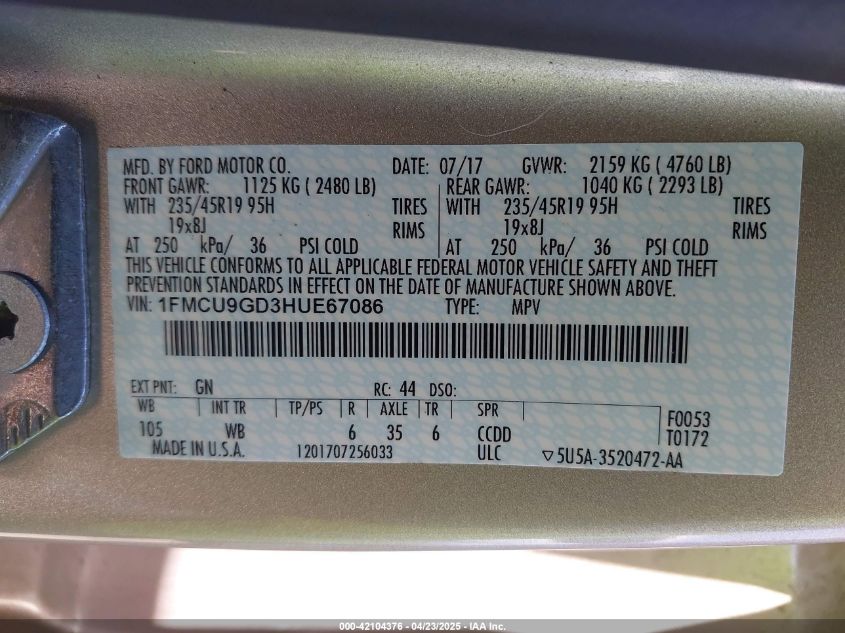 MFD. BY FORD MOTOR CO. DATE: 07/17 GVWR: 2159 KG ( 4760 LB)
FRONT GAWR: 1125 KG ( 2480 LB) REAR GAWR: 1040 KG ( 2293 LB)
WITH 235/45R19 95H TIRES WITH 235/45R19 95H TIRES
19x8J RIMS 19x8J RIMS
AT 250 kPa/ 36 PSI COLD AT 250 kPa/ 36 PSI COLD
THIS VEHICLE CONFORMS TO ALL APPLICABLE FEDERAL MOTOR VEHICLE SAFETY AND THEFT
PREVENTION STANDARDS IN EFFECT ON THE DATE OF MANUFACTURE SHOWN ABOVE.
VIN: 1FMCU9GD3HUE67086 TYPE: MPV
EXT PNT: GN RC: 44 DSO:
WB INT TR TP/PS R AXLE TR SPR F0053
105 WB 6 35 6 CCDD T0172
MADE IN U.S.A. 1201707256033 ULC ▽5U5A-3520472-AA
000-42104376 - 04/23/2025 - IAA Inc.